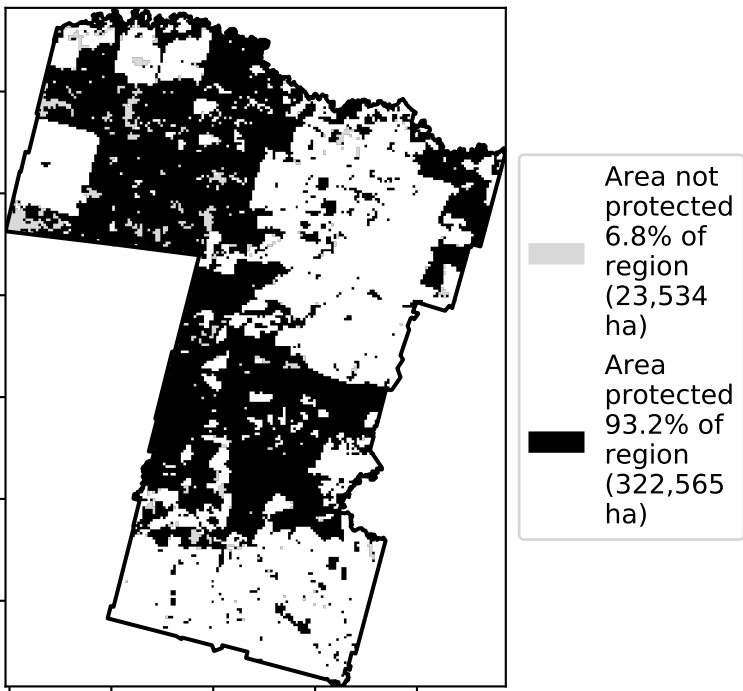 Area not
protected
6.8% of
region
(23,534
ha)
Area
protected
93.2% of
region
(322,565
ha)